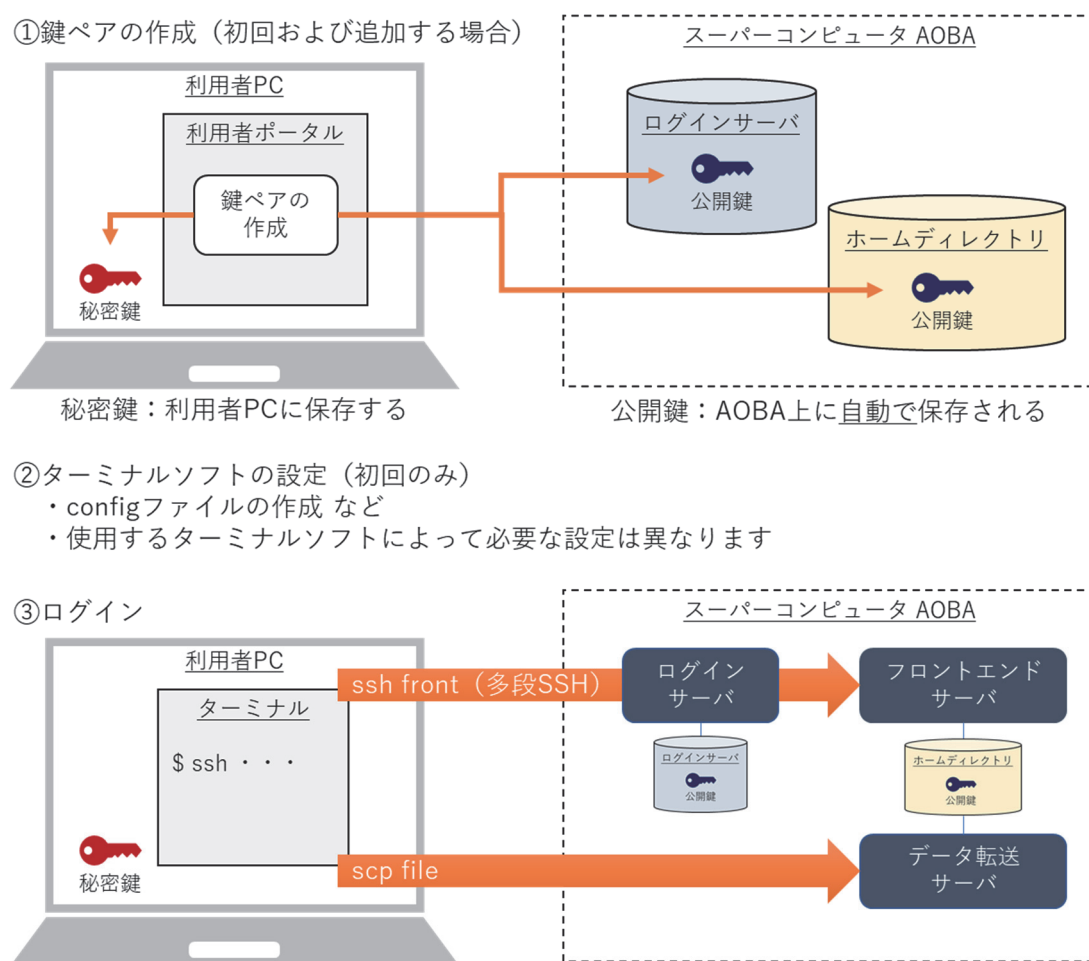 ①鍵ペアの作成（初回および追加する場合）
利用者PC
利用者ポータル
鍵ペアの
作成
秘密鍵
スーパーコンピュータ AOBA
ログインサーバ
公開鍵
ホームディレクトリ
公開鍵
秘密鍵：利用者PCに保存する
公開鍵：AOBA上に自動で保存される
②ターミナルソフトの設定（初回のみ）
・configファイルの作成 など
・使用するターミナルソフトによって必要な設定は異なります
③ログイン
利用者PC
ターミナル
$ ssh ・・・
秘密鍵
スーパーコンピュータ AOBA
ssh front（多段SSH）
ログイン
サーバ
フロントエンド
サーバ
ログインサーバ
公開鍵
ホームディレクトリ
公開鍵
scp file
データ転送
サーバ